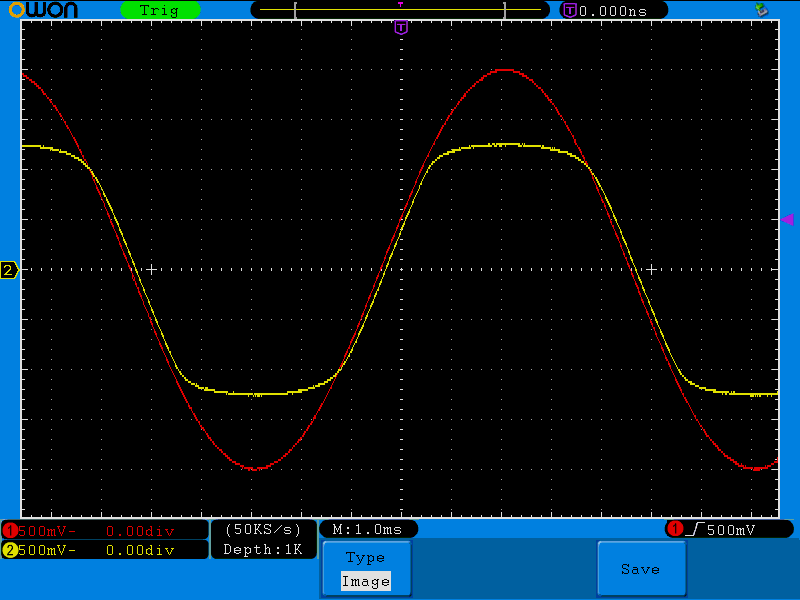 OWON Trig T 0.000ns
T
2
1 500mV- 0.00div (50KS/s) M:1.0ms 1 500mV
2 500mV- 0.00div Depth:1K
Type
Image
Save